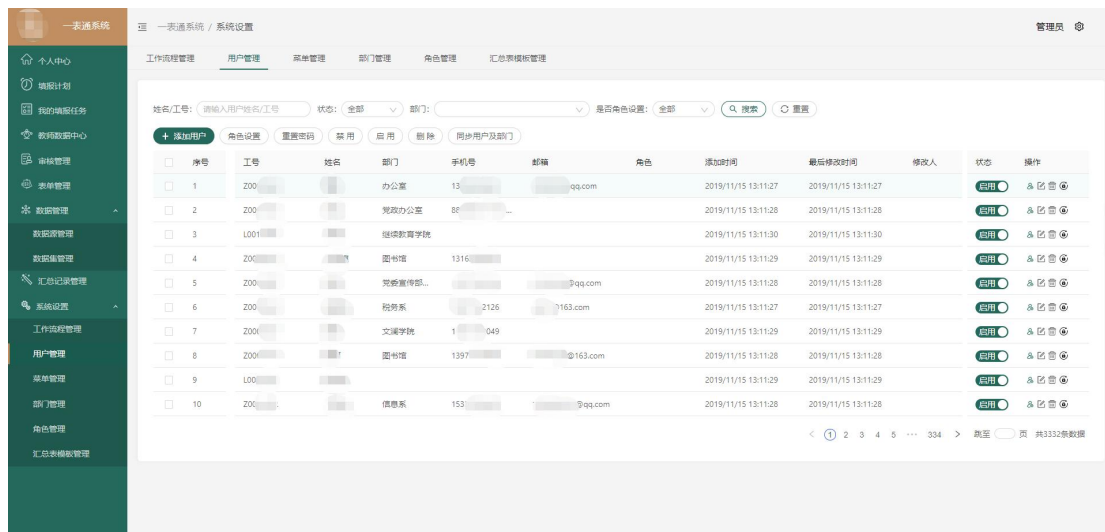 一表通系统
一表通系统 / 系统设置
管理员
个人中心
填报计划
我的填报任务
教师数据中心
审核管理
表单管理
数据管理
数据源管理
数据集管理
汇总记录管理
系统设置
工作流程管理
用户管理
菜单管理
部门管理
角色管理
汇总表模板管理
工作流程管理 用户管理 菜单管理 部门管理 角色管理 汇总表模板管理
姓名/工号: 请输入用户姓名/工号 状态: 全部 部门: 是否角色设置: 全部 搜索 重置
+ 添加用户 角色设置 重置密码 禁用 启用 删除 同步用户及部门
序号 工号 姓名 部门 手机号 邮箱 角色 添加时间 最后修改时间 修改人 状态 操作
1 Z00 办公室 13 qq.com 2019/11/15 13:11:27 2019/11/15 13:11:27 启用
2 Z00 党政办公室 88 ... 2019/11/15 13:11:28 2019/11/15 13:11:28 启用
3 L001 继续教育学院 2019/11/15 13:11:30 2019/11/15 13:11:30 启用
4 Z00 图书馆 1316 2019/11/15 13:11:29 2019/11/15 13:11:29 启用
5 Z00 党委宣传部... @qq.com 2019/11/15 13:11:28 2019/11/15 13:11:28 启用
6 Z00 税务系 2126 163.com 2019/11/15 13:11:27 2019/11/15 13:11:27 启用
7 Z00 文澜学院 1 049 2019/11/15 13:11:29 2019/11/15 13:11:29 启用
8 Z00 图书馆 1397 @163.com 2019/11/15 13:11:28 2019/11/15 13:11:28 启用
9 L00 2019/11/15 13:11:29 2019/11/15 13:11:29 启用
10 Z00 信息系 153 @qq.com 2019/11/15 13:11:28 2019/11/15 13:11:28 启用
< 1 2 3 4 5 ··· 334 > 跳至 页 共3332条数据